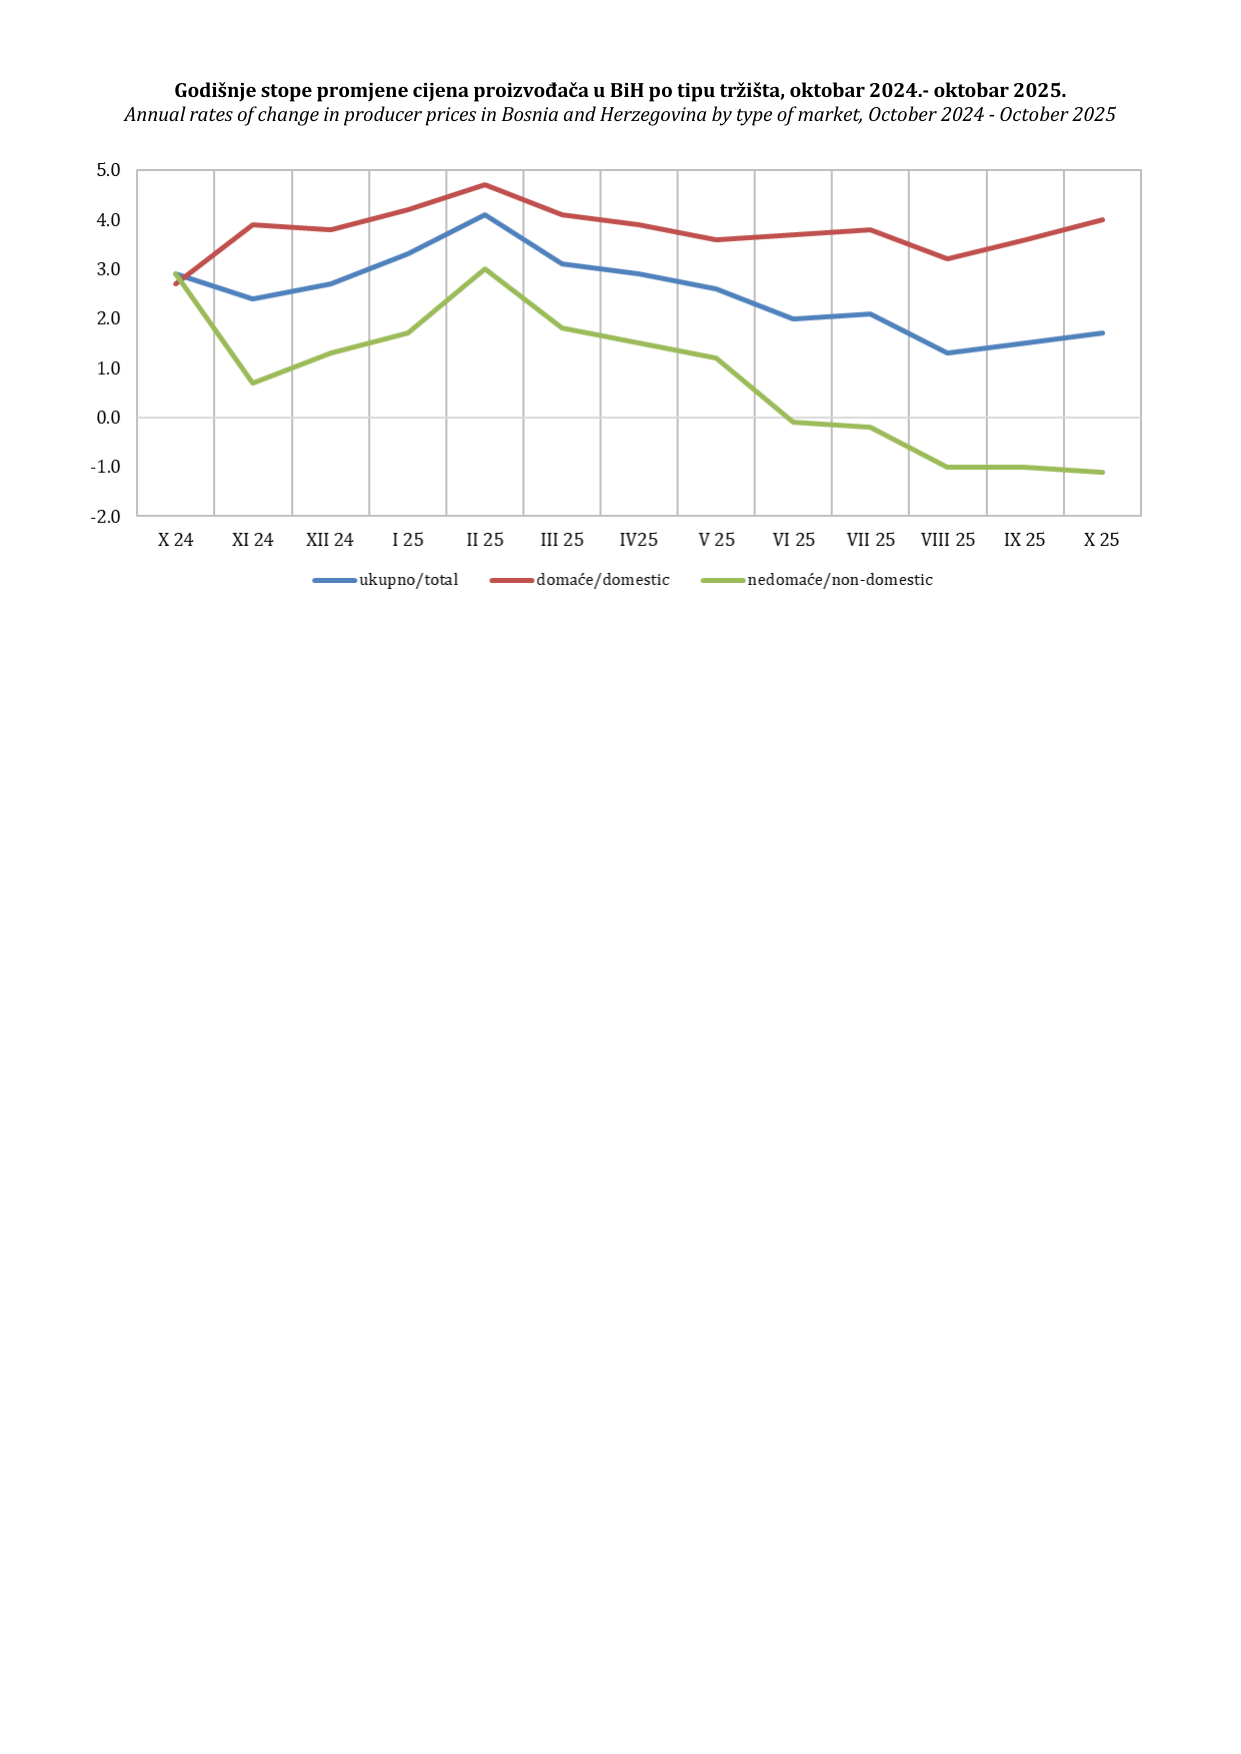 Godišnje stope promjene cijena proizvođača u BiH po tipu tržišta, oktobar 2024.- oktobar 2025.
Annual rates of change in producer prices in Bosnia and Herzegovina by type of market, October 2024 - October 2025
5.0
4.0
3.0
2.0
1.0
0.0
-1.0
-2.0
X 24 XI 24 XII 24 I 25 II 25 III 25 IV25 V 25 VI 25 VII 25 VIII 25 IX 25 X 25
ukupno/total domaće/domestic nedomaće/non-domestic